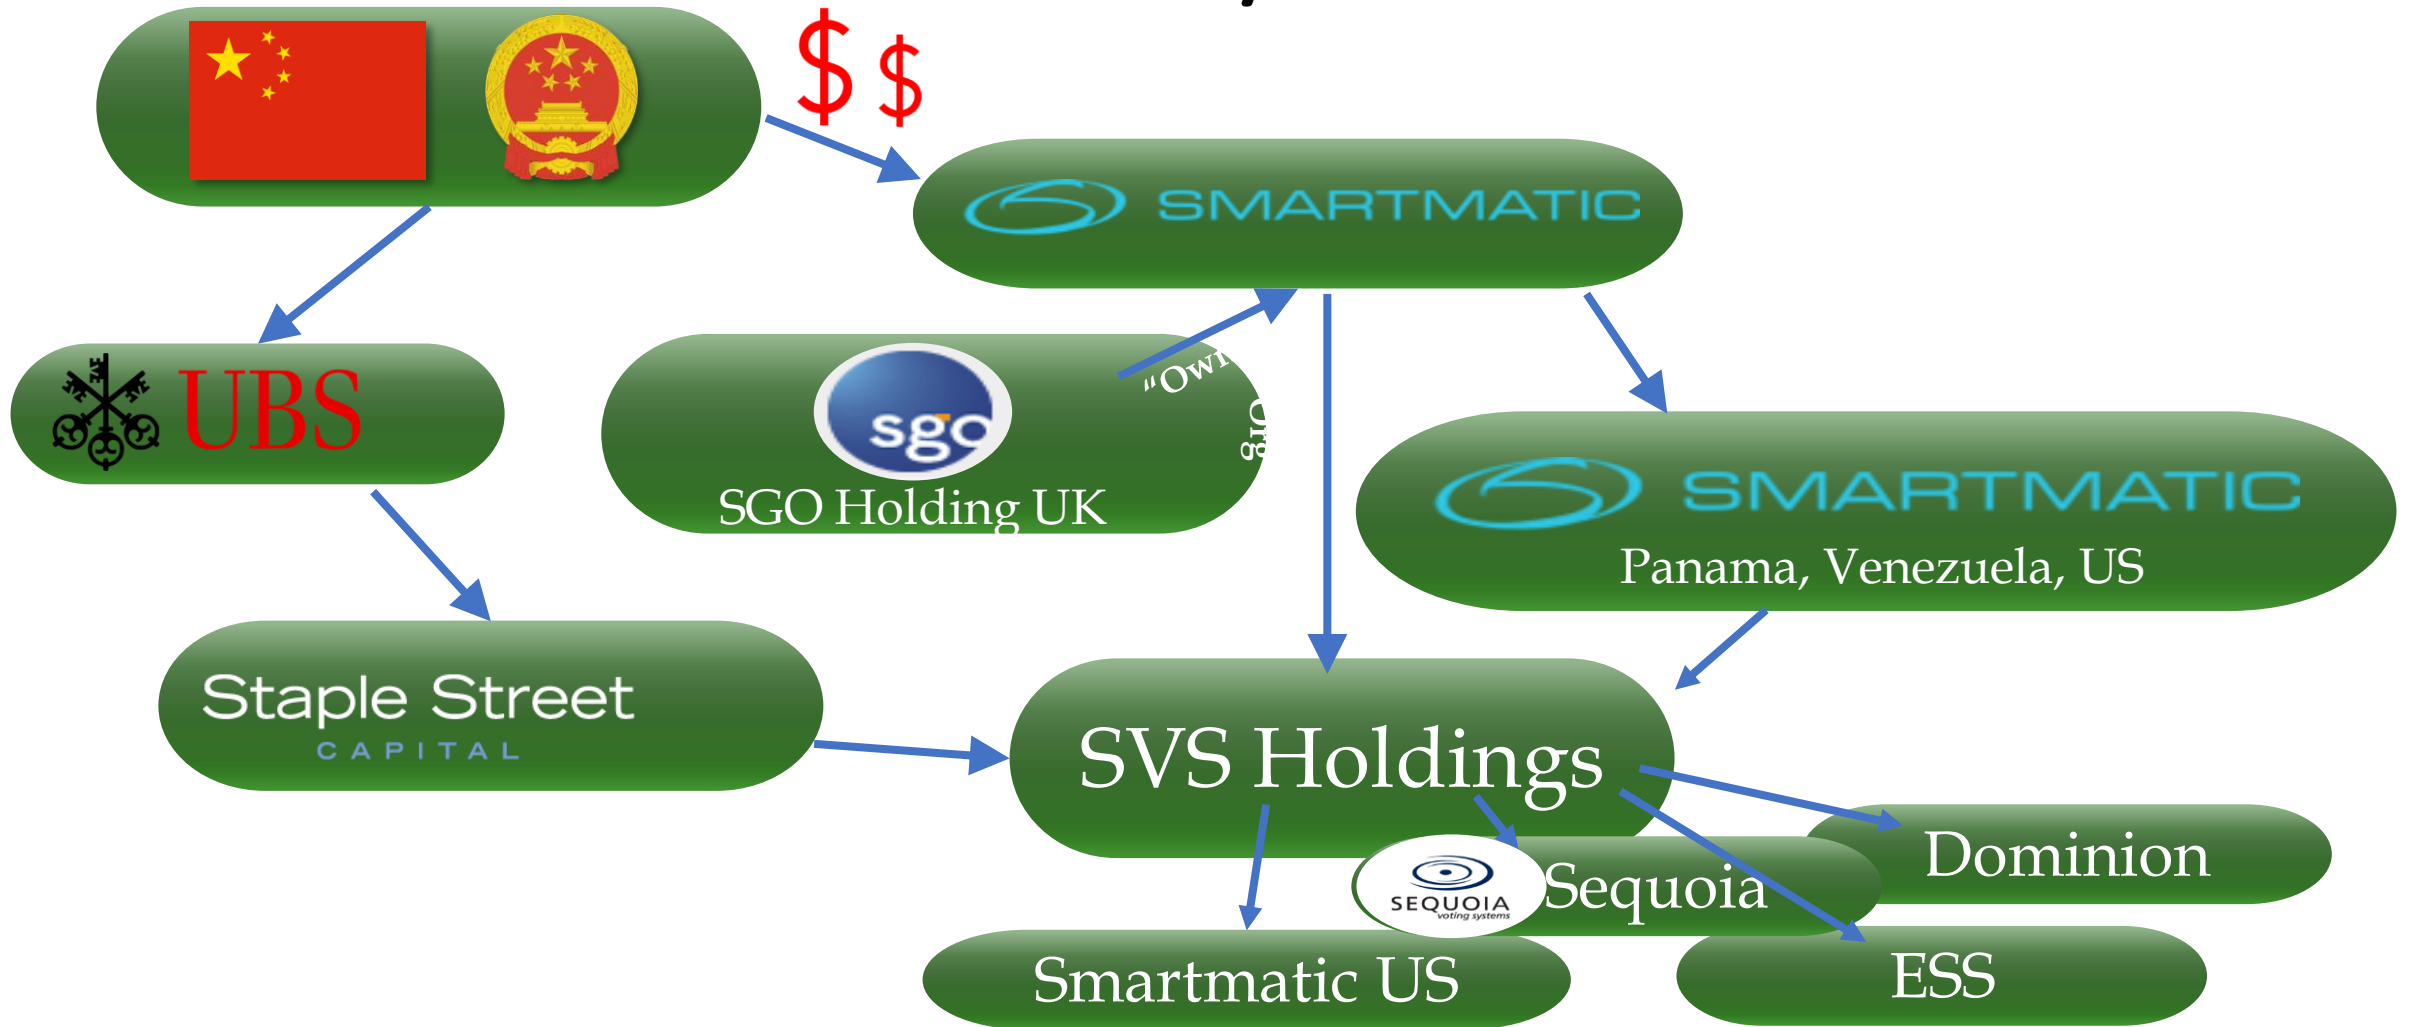 $ $
SMARTMATIC
UBS
sgo
SGO Holding UK
SMARTMATIC
Panama, Venezuela, US
Staple Street
CAPITAL
SVS Holdings
Dominion
SEQUOIA
voting systems
Sequoia
Smartmatic US
ESS